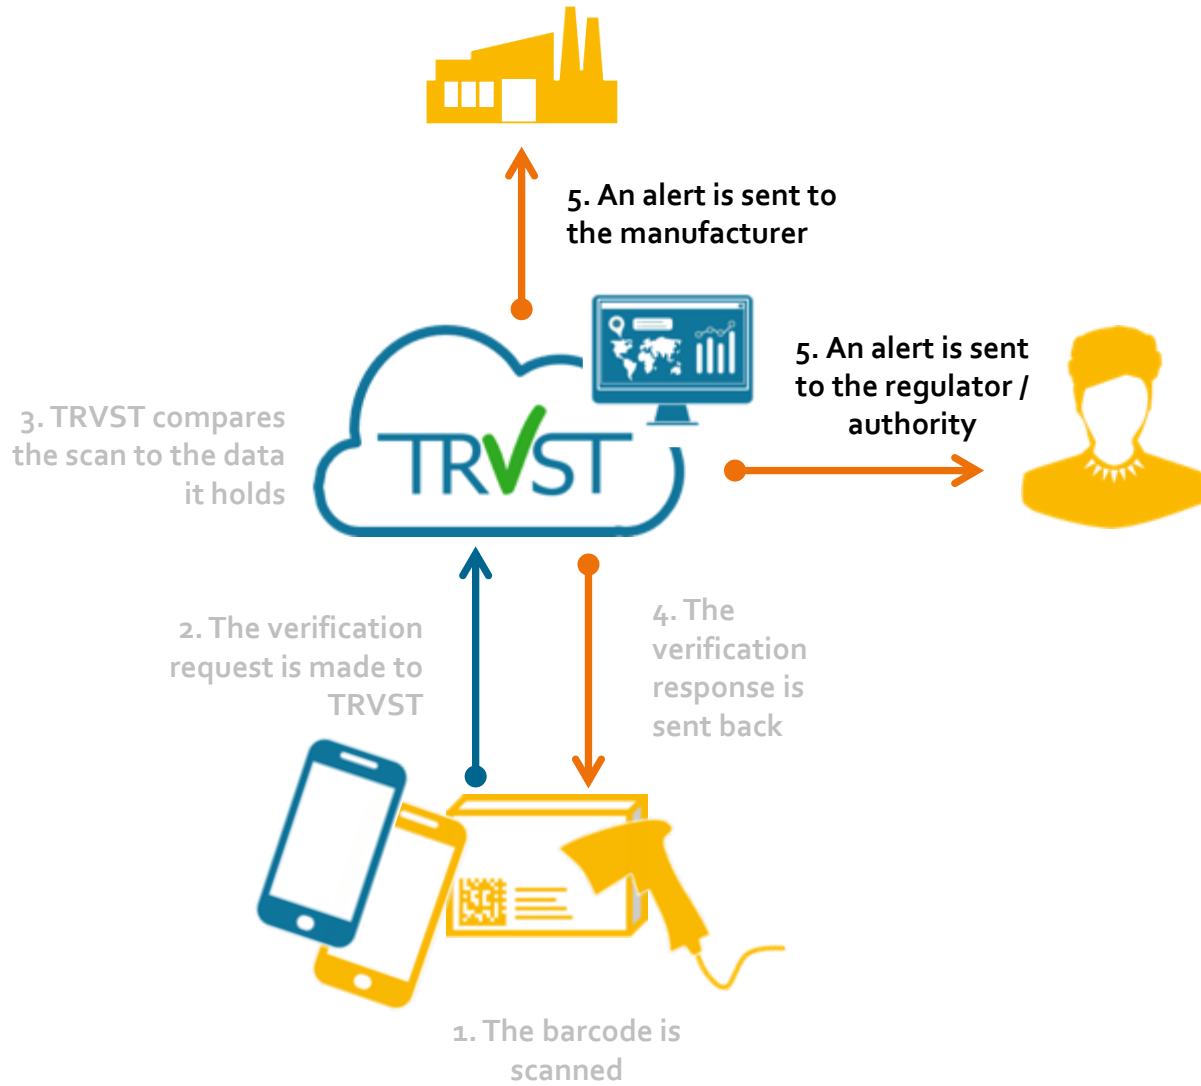 5. An alert is sent to
the manufacturer
5. An alert is sent
to the regulator /
authority
3. TRVST compares
the scan to the data
it holds
TRVST
2. The verification
request is made to
TRVST
4. The
verification
response is
sent back
1. The barcode is
scanned